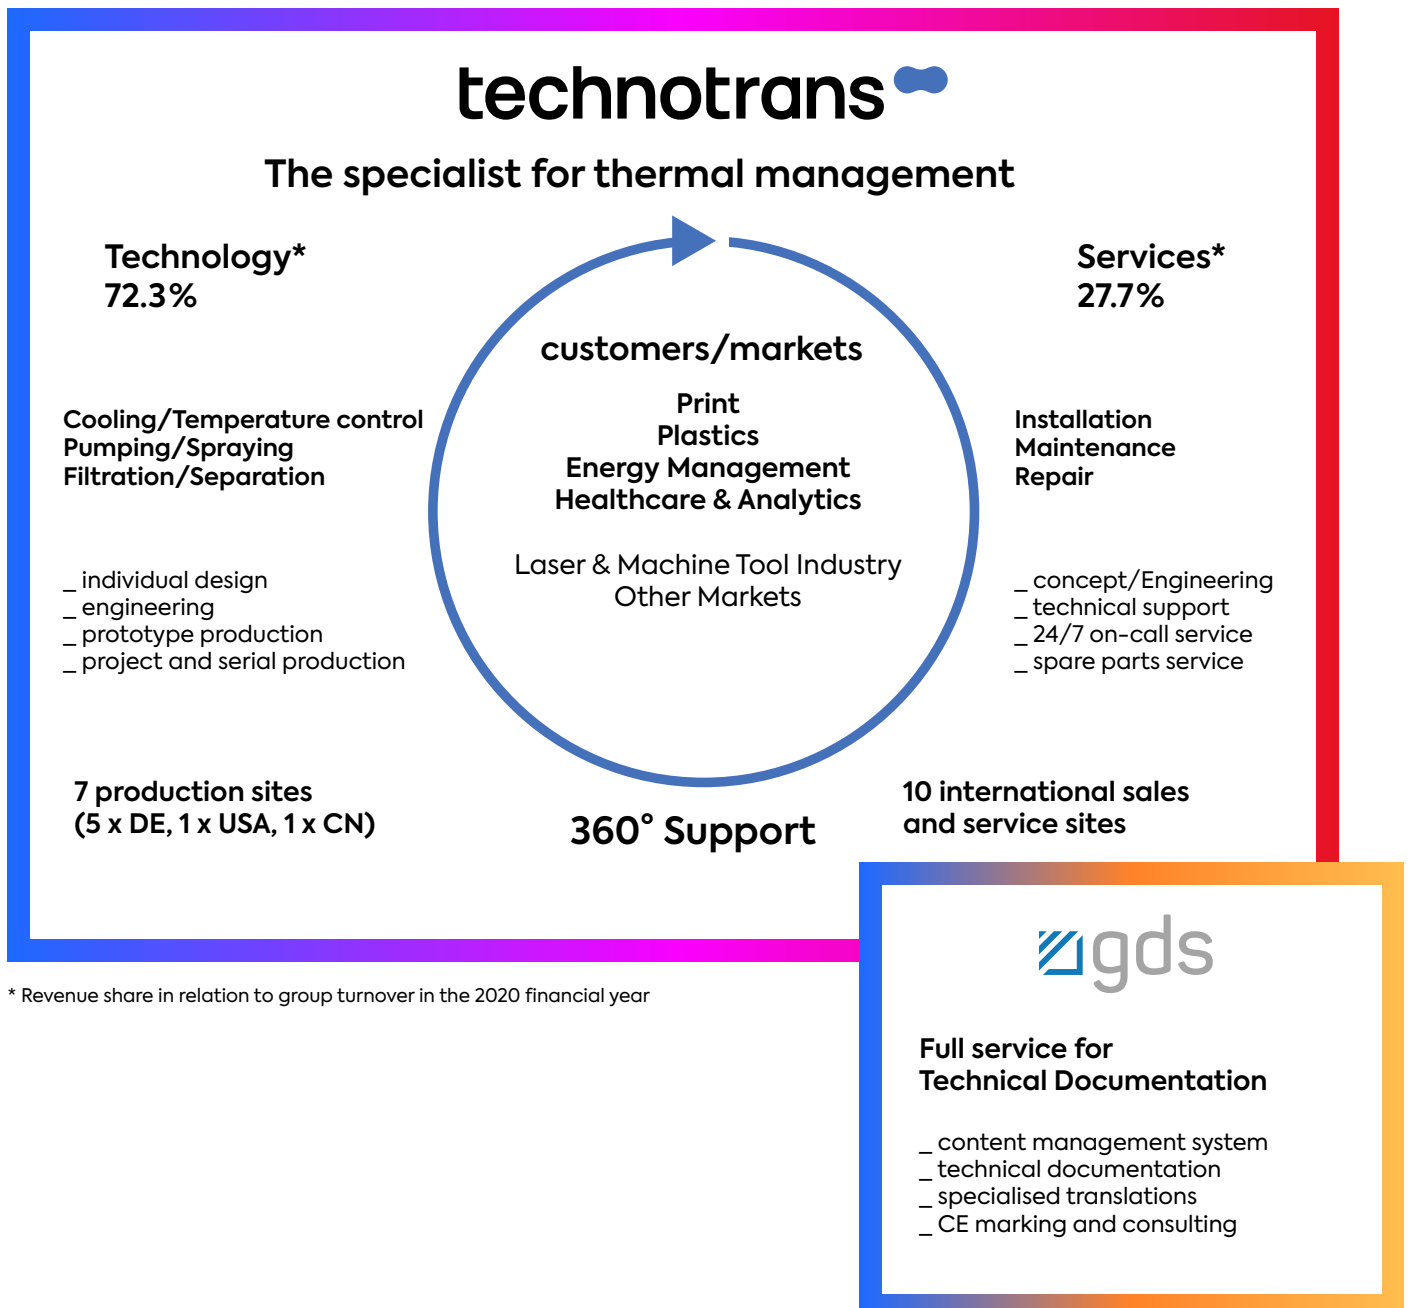 technotrans
The specialist for thermal management
Technology*
72.3%
Cooling/Temperature control
Pumping/Spraying
Filtration/Separation
_ individual design
_ engineering
_ prototype production
_ project and serial production
7 production sites
(5 x DE, 1 x USA, 1 x CN)
customers/markets
Print
Plastics
Energy Management
Healthcare & Analytics
Laser & Machine Tool Industry
Other Markets
360° Support
Services*
27.7%
Installation
Maintenance
Repair
_ concept/Engineering
_ technical support
_ 24/7 on-call service
_ spare parts service
10 international sales
and service sites
* Revenue share in relation to group turnover in the 2020 financial year
gds
Full service for
Technical Documentation
_ content management system
_ technical documentation
_ specialised translations
_ CE marking and consulting